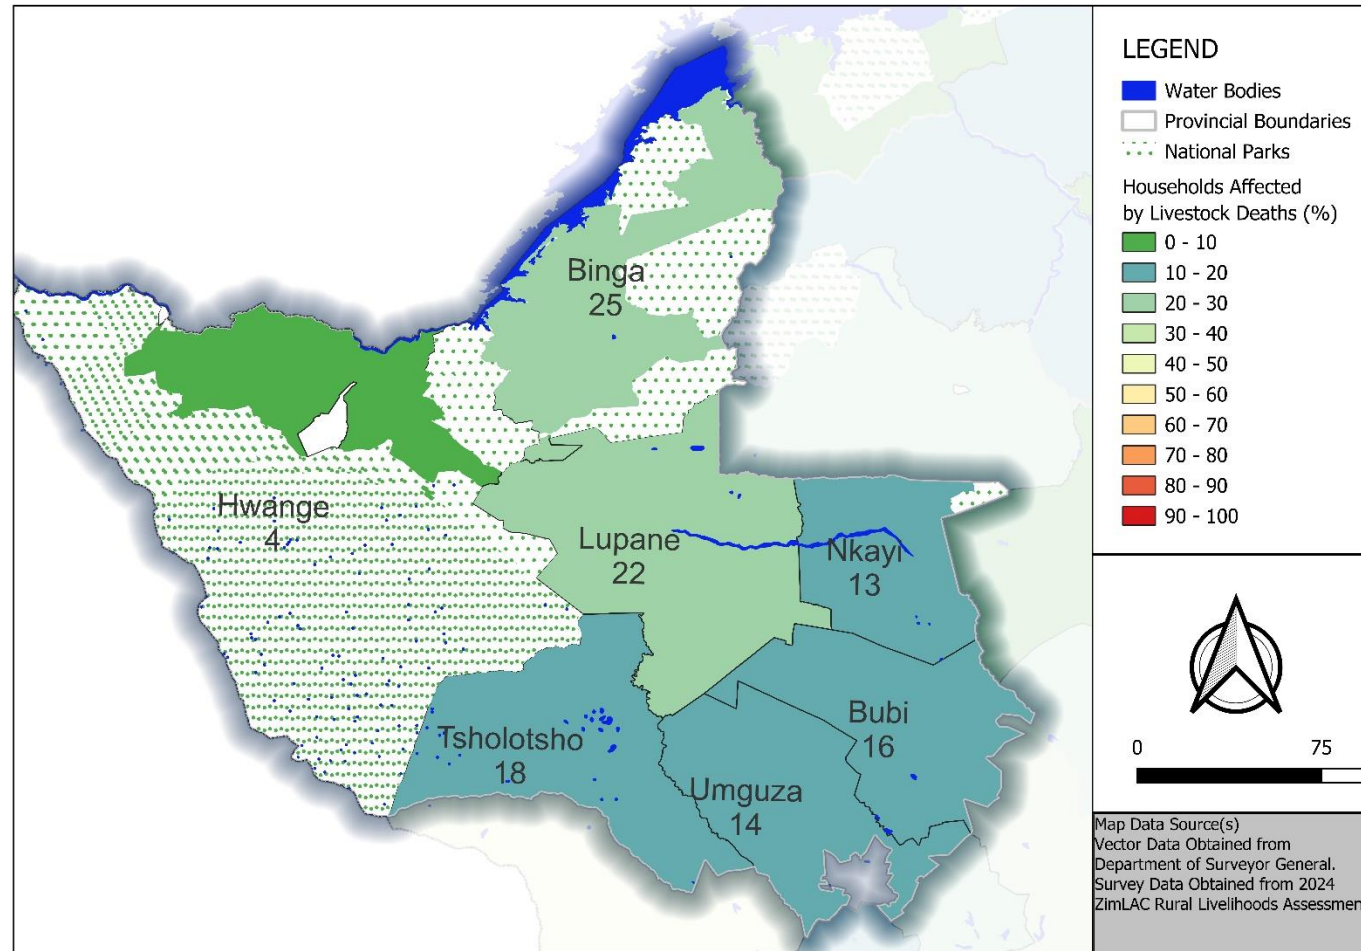 Binga
25
Hwange
4
Lupane
22
Nkayi
13
Tsholotsho
18
Bubi
16
Umguza
14
LEGEND
Water Bodies
Provincial Boundaries
National Parks
Households Affected
by Livestock Deaths (%)
0 - 10
10 - 20
20 - 30
30 - 40
40 - 50
50 - 60
60 - 70
70 - 80
80 - 90
90 - 100
0 75
Map Data Source(s)
Vector Data Obtained from
Department of Surveyor General.
Survey Data Obtained from 2024
ZimLAC Rural Livelihoods Assessmen